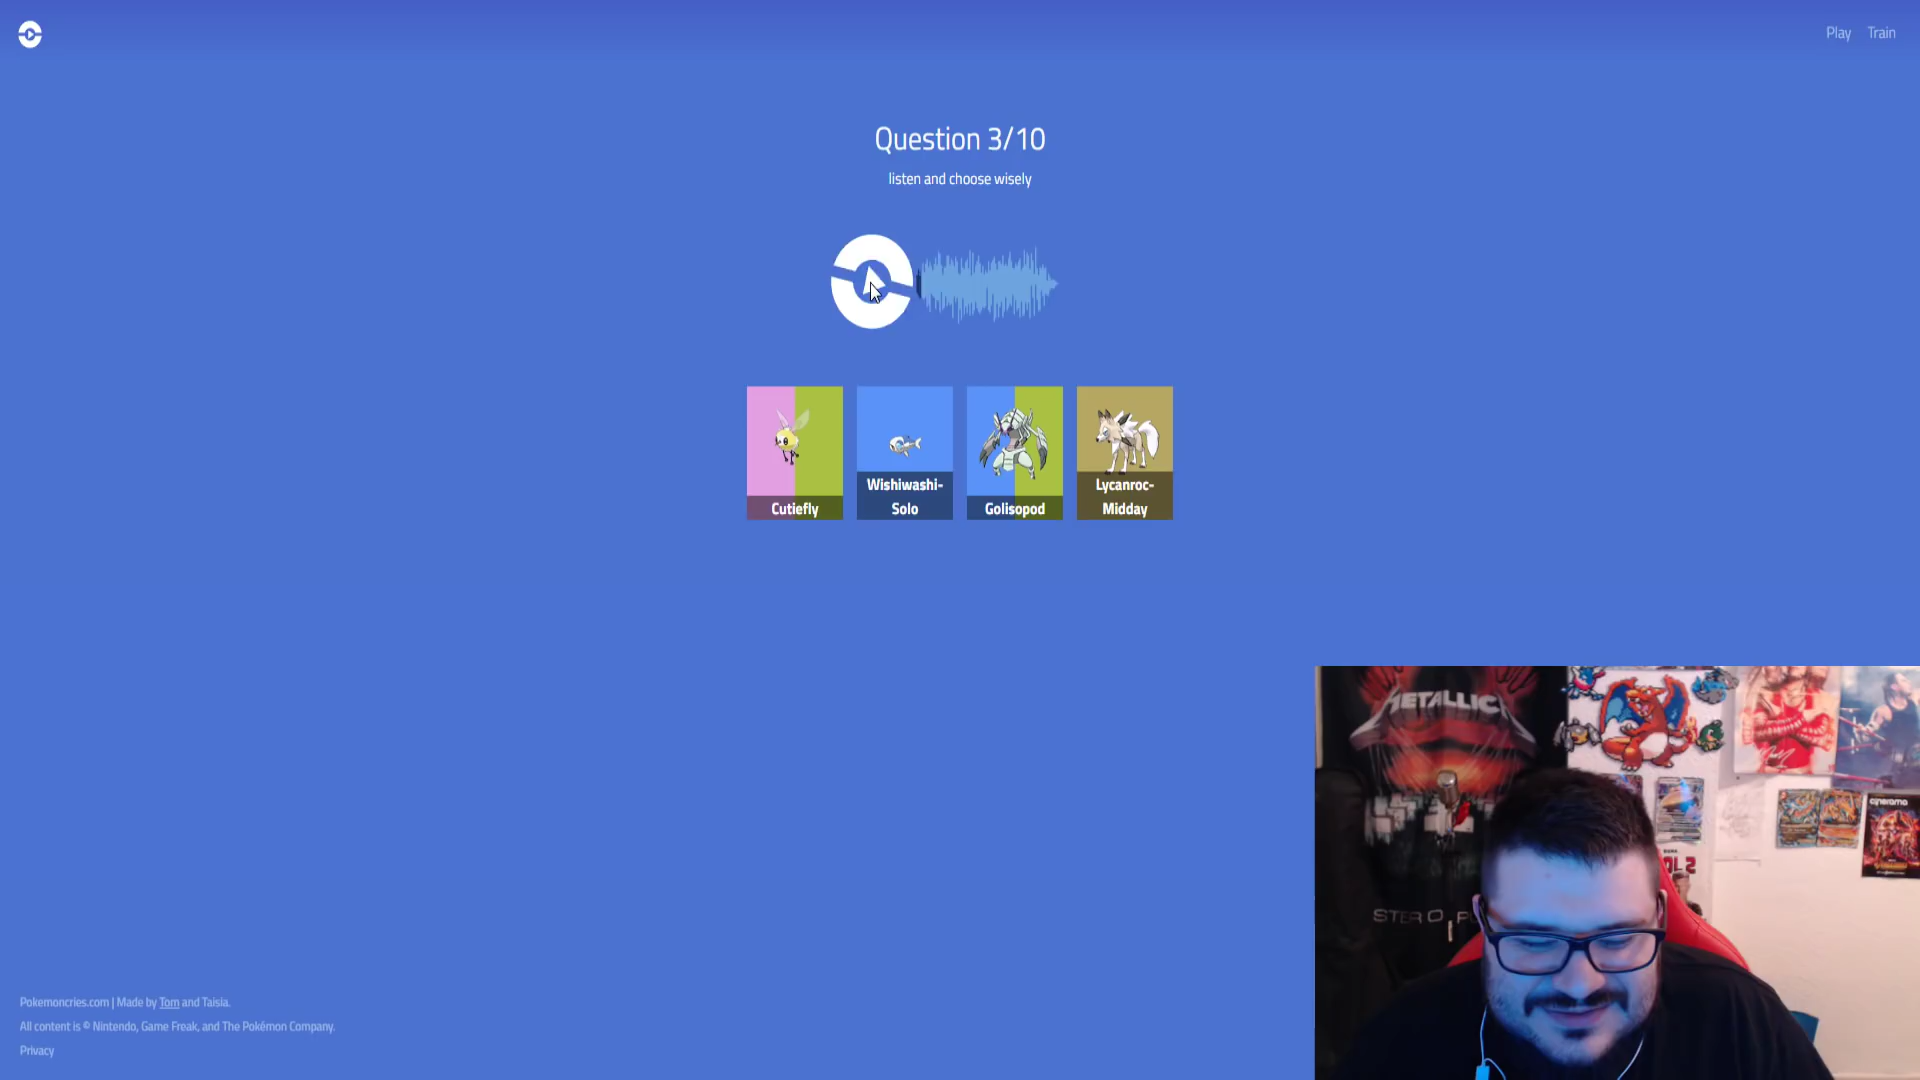 Play Train
Question 3/10
listen and choose wisely
Cutiefly
Wishiwashi-
Solo
Golisopod
Lycanroc-
Midday
METALLICA
cinerama
Pokemoncries.com | Made by Tom and Taisia.
All content is © Nintendo, Game Freak, and The Pokémon Company.
Privacy